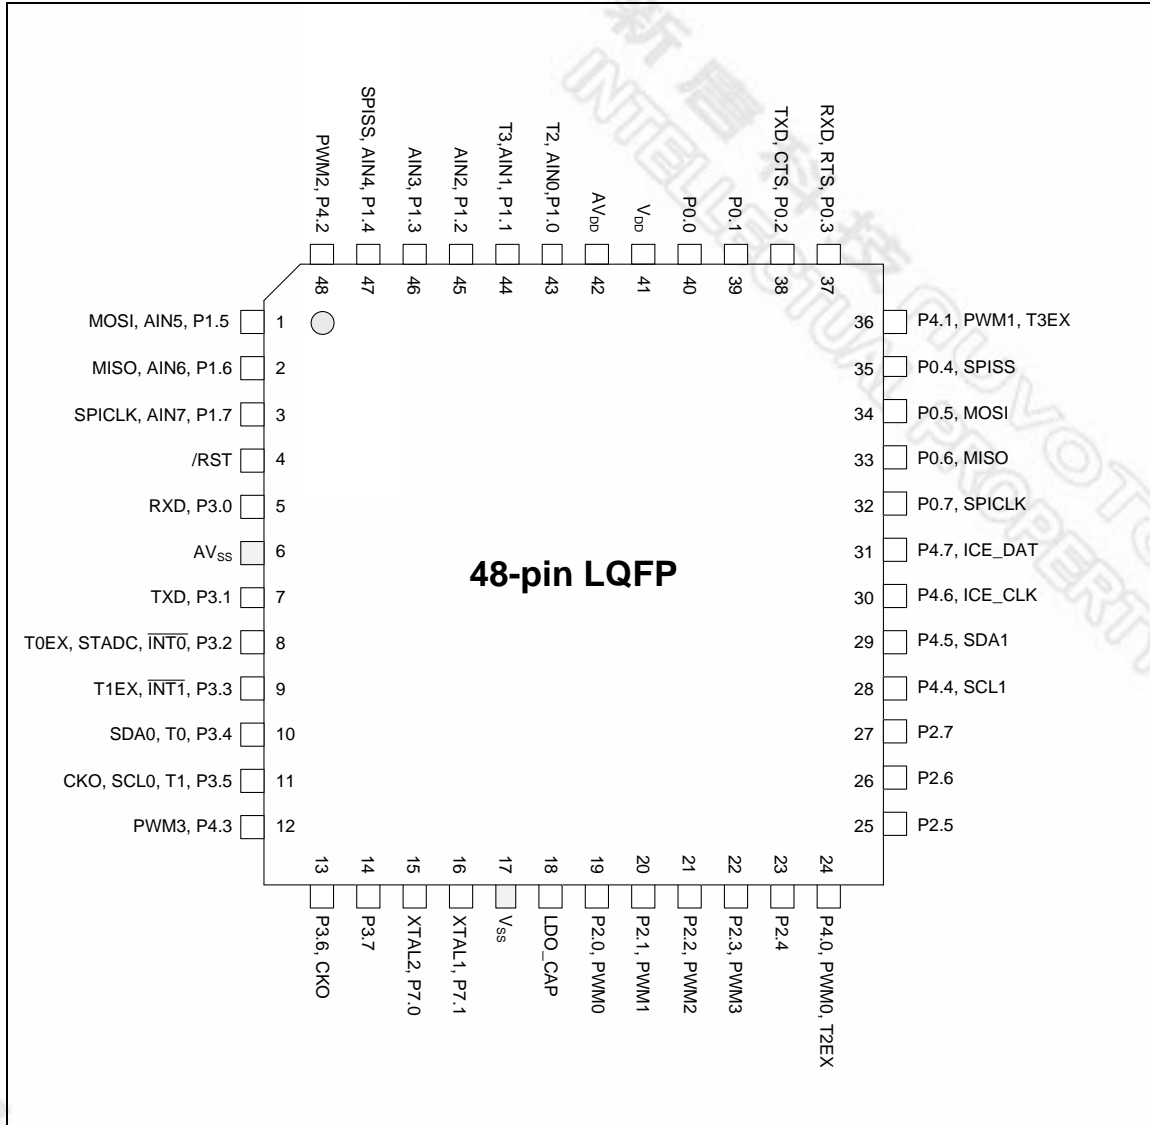 新唐科技 nuvoTo
INTELLECTUAL PROPERTY
PWM2, P4.2
SPISS, AIN4, P1.4
AIN3, P1.3
AIN2, P1.2
T3,AIN1, P1.1
T2, AIN0,P1.0
AVDD
VDD
P0.0
P0.1
TXD, CTS, P0.2
RXD, RTS, P0.3
48
47
46
45
44
43
42
41
40
39
38
37
MOSI, AIN5, P1.5 1
MISO, AIN6, P1.6 2
SPICLK, AIN7, P1.7 3
/RST 4
RXD, P3.0 5
AVSS 6
TXD, P3.1 7
T0EX, STADC, INT0, P3.2 8
T1EX, INT1, P3.3 9
SDA0, T0, P3.4 10
CKO, SCL0, T1, P3.5 11
PWM3, P4.3 12
48-pin LQFP
36 P4.1, PWM1, T3EX
35 P0.4, SPISS
34 P0.5, MOSI
33 P0.6, MISO
32 P0.7, SPICLK
31 P4.7, ICE_DAT
30 P4.6, ICE_CLK
29 P4.5, SDA1
28 P4.4, SCL1
27 P2.7
26 P2.6
25 P2.5
13
14
15
16
17
18
19
20
21
22
23
24
P3.6, CKO
P3.7
XTAL2, P7.0
XTAL1, P7.1
VSS
LDO_CAP
P2.0, PWM0
P2.1, PWM1
P2.2, PWM2
P2.3, PWM3
P2.4
P4.0, PWM0, T2EX